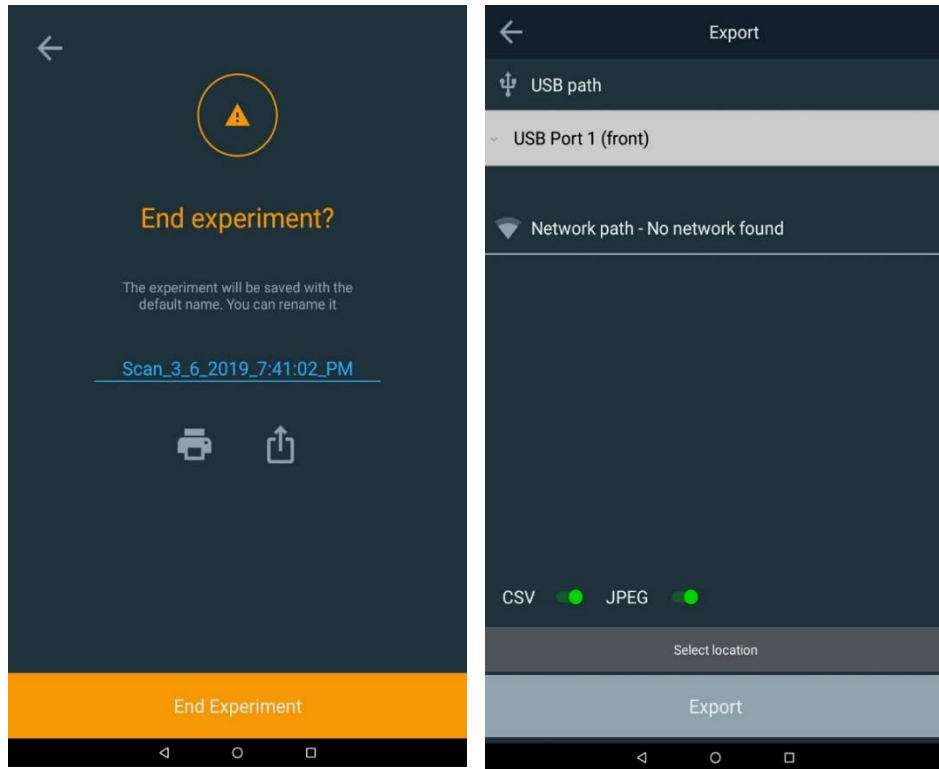 End experiment?
The experiment will be saved with the
default name. You can rename it
Scan_3_6_2019_7:41:02_PM
End Experiment
Export
USB path
USB Port 1 (front)
Network path - No network found
CSV JPEG
Select location
Export